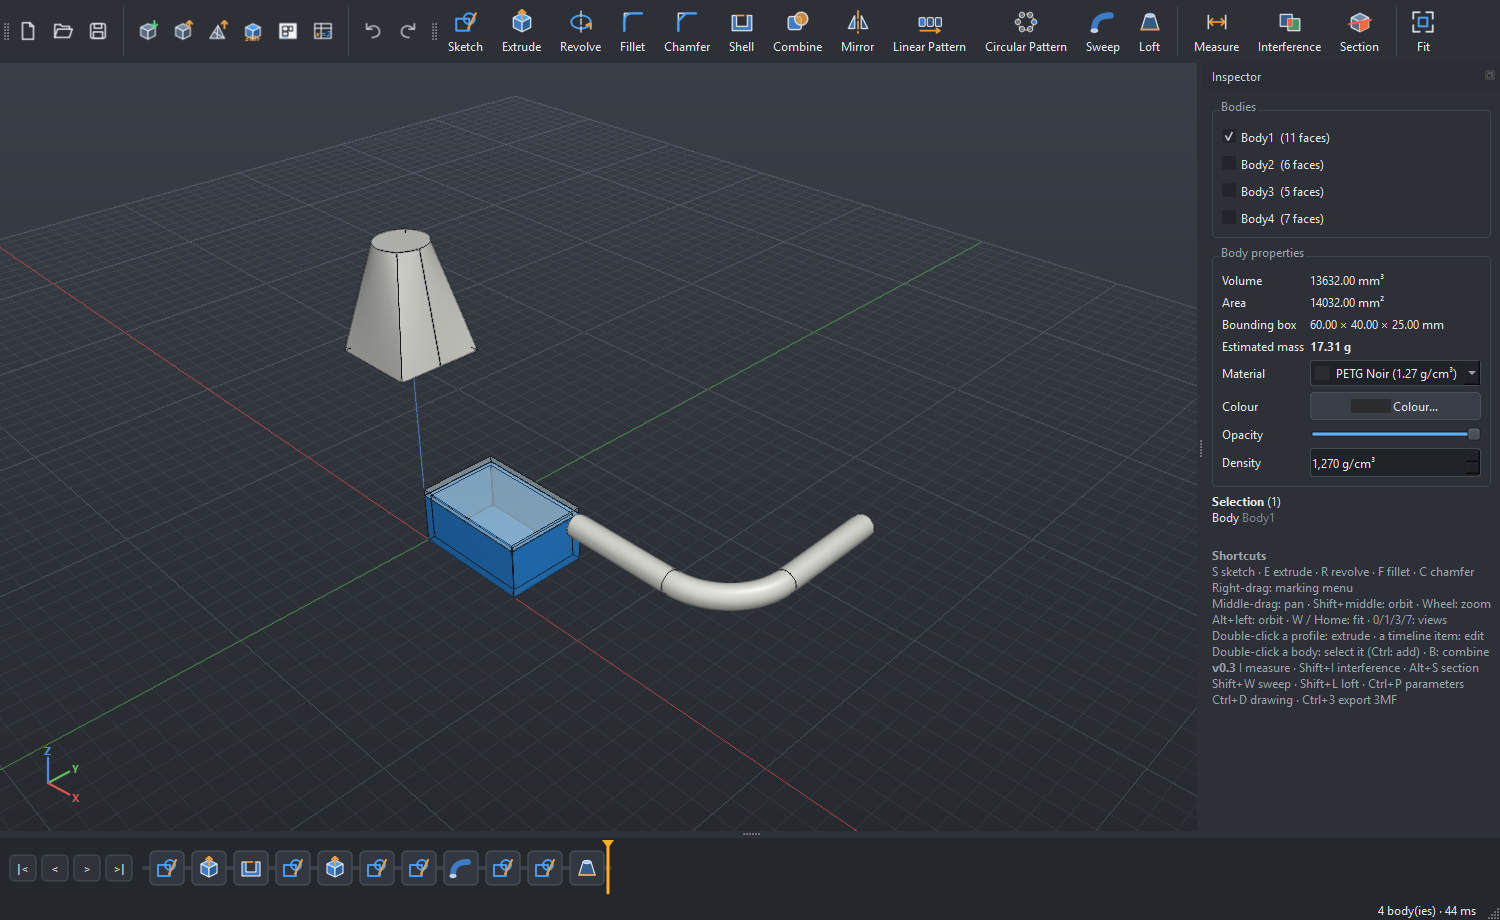 Sketch Extrude Revolve Fillet Chamfer Shell Combine Mirror Linear Pattern Circular Pattern Sweep Loft Measure Interference Section Fit
Inspector
Bodies
Body1 (11 faces)
Body2 (6 faces)
Body3 (5 faces)
Body4 (7 faces)
Body properties
Volume 13632.00 mm³
Area 14032.00 mm²
Bounding box 60.00 × 40.00 × 25.00 mm
Estimated mass 17.31 g
Material PETG Noir (1.27 g/cm³)
Colour Colour...
Opacity
Density 1,270 g/cm³
Selection (1)
Body Body1
Shortcuts
S sketch · E extrude · R revolve · F fillet · C chamfer
Right-drag: marking menu
Middle-drag: pan · Shift+middle: orbit · Wheel: zoom
Alt+left: orbit · W / Home: fit · 0/1/3/7: views
Double-click a profile: extrude · a timeline item: edit
Double-click a body: select it (Ctrl: add) · B: combine
v0.3 I measure · Shift+I interference · Alt+S section
Shift+W sweep · Shift+L loft · Ctrl+P parameters
Ctrl+D drawing · Ctrl+3 export 3MF
Z
Y
X
|< < > >|
4 body(ies) · 44 ms